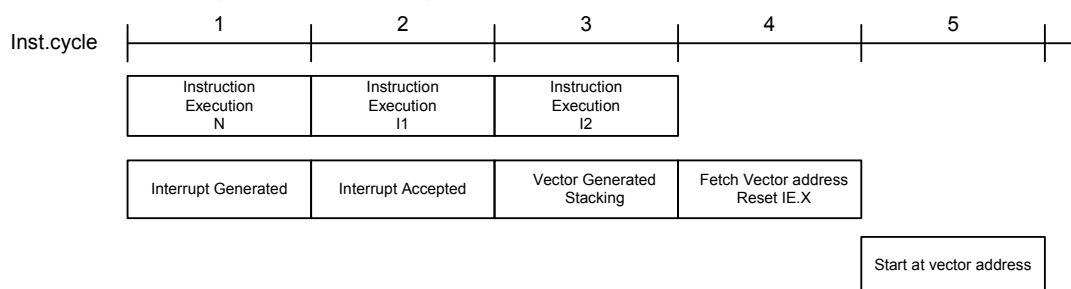 1 2 3 4 5
Inst.cycle
Instruction
Execution
N
Instruction
Execution
I1
Instruction
Execution
I2
Interrupt Generated
Interrupt Accepted
Vector Generated
Stacking
Fetch Vector address
Reset IE.X
Start at vector address